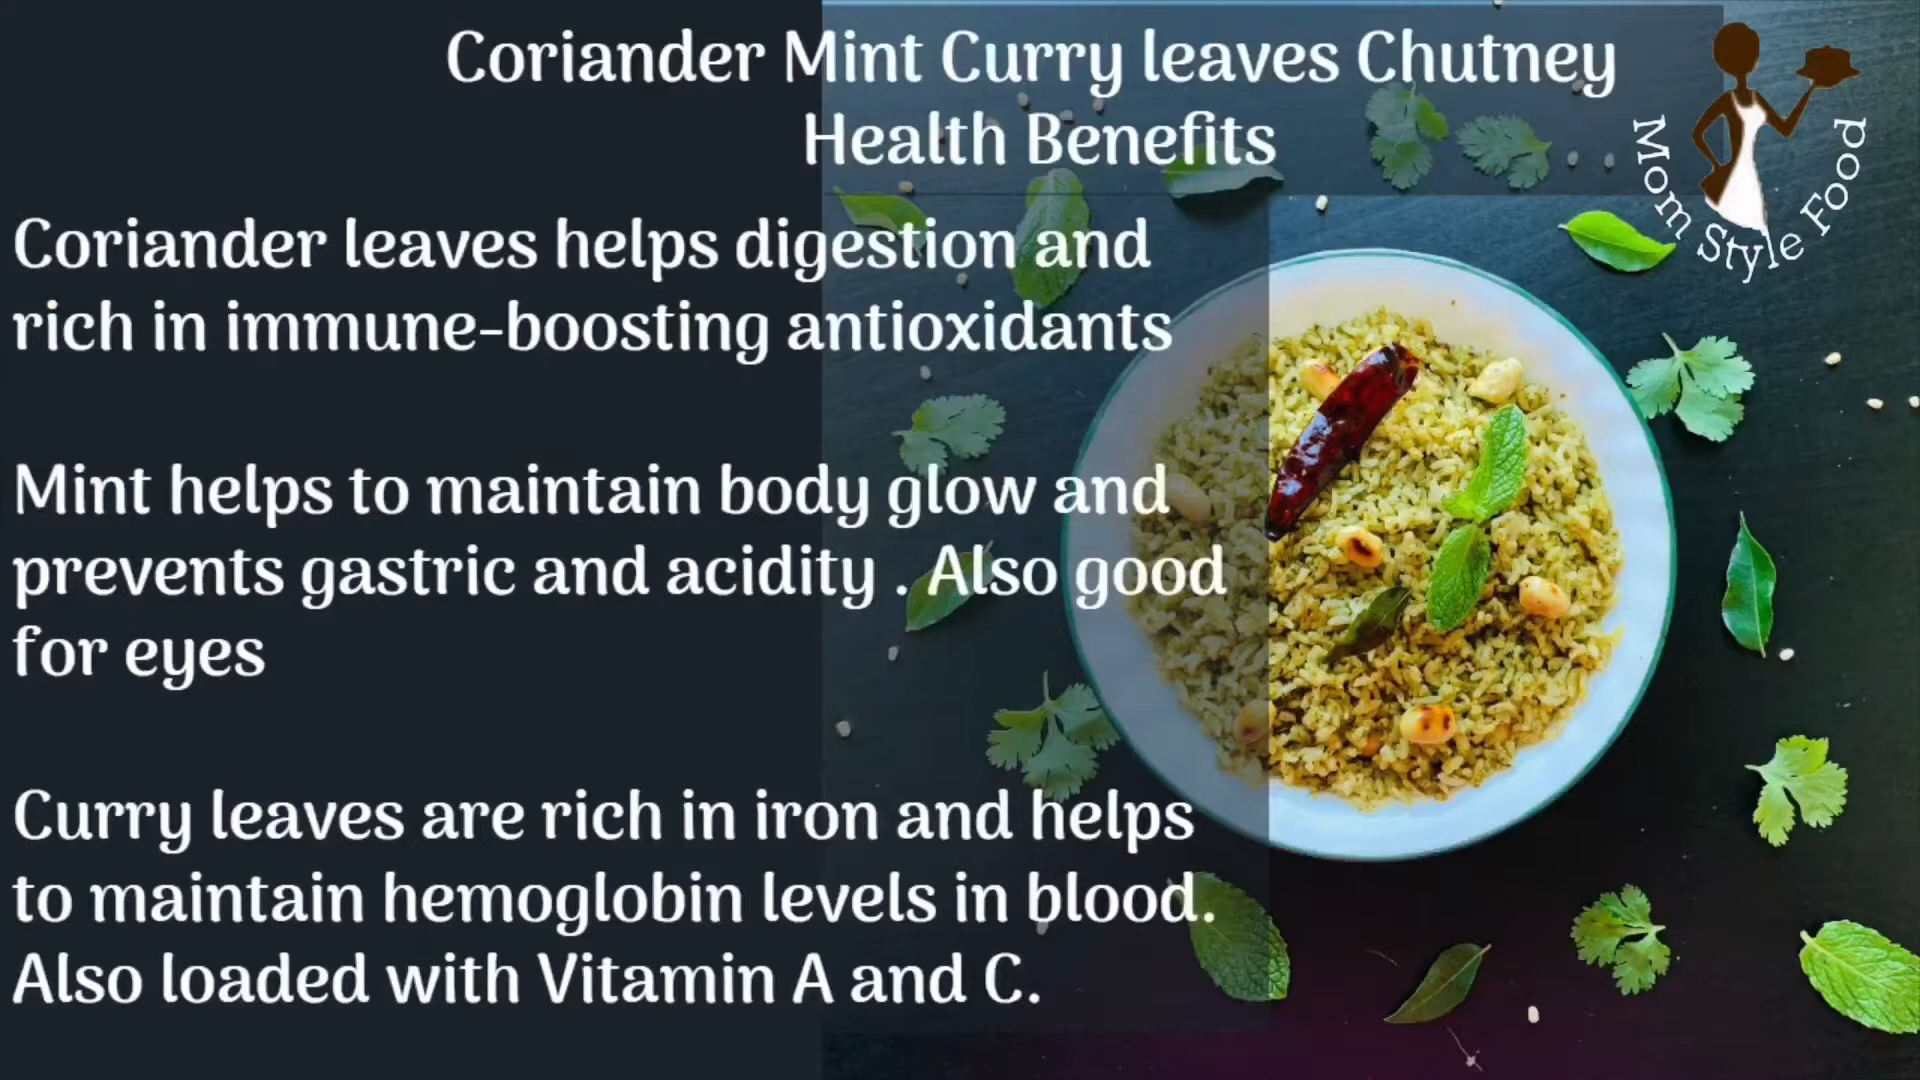 Coriander Mint Curry leaves Chutney
Health Benefits
Mom Style Food
Coriander leaves helps digestion and
rich in immune-boosting antioxidants
Mint helps to maintain body glow and
prevents gastric and acidity . Also good
for eyes
Curry leaves are rich in iron and helps
to maintain hemoglobin levels in blood.
Also loaded with Vitamin A and C.